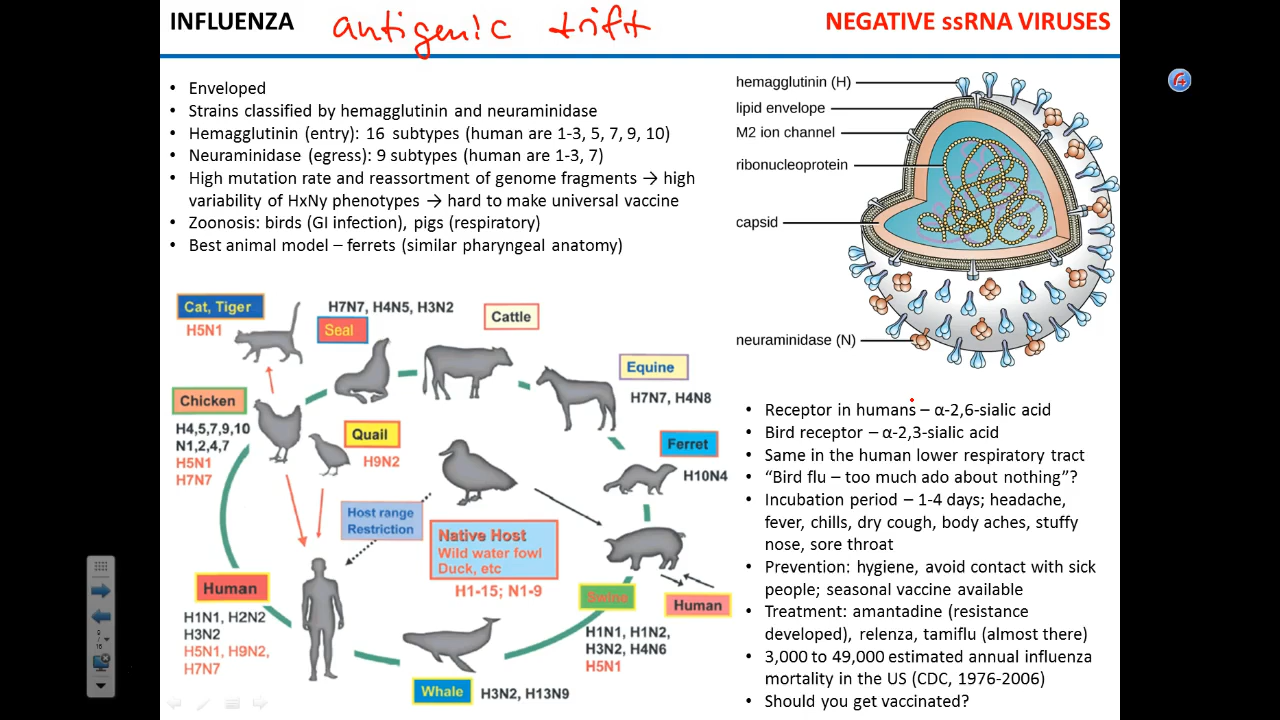 INFLUENZA antigenic trift
NEGATIVE ssRNA VIRUSES
• Enveloped
• Strains classified by hemagglutinin and neuraminidase
• Hemagglutinin (entry): 16 subtypes (human are 1-3, 5, 7, 9, 10)
• Neuraminidase (egress): 9 subtypes (human are 1-3, 7)
• High mutation rate and reassortment of genome fragments → high
variability of HxNy phenotypes → hard to make universal vaccine
• Zoonosis: birds (GI infection), pigs (respiratory)
• Best animal model – ferrets (similar pharyngeal anatomy)
hemagglutinin (H)
lipid envelope
M2 ion channel
ribonucleoprotein
capsid
neuraminidase (N)
Cat, Tiger
H5N1
H7N7, H4N5, H3N2
Seal
Cattle
Equine
H7N7, H4N8
Chicken
H4,5,7,9,10
N1,2,4,7
H5N1
H7N7
Quail
H9N2
Ferret
H10N4
Host range
Restriction
Native Host
Wild water fowl
Duck, etc
H1-15; N1-9
Human
H1N1, H2N2
H3N2
H5N1, H9N2,
H7N7
Swine
Human
H1N1, H1N2,
H3N2, H4N6
H5N1
Whale
H3N2, H13N9
• Receptor in humans – α-2,6-sialic acid
• Bird receptor – α-2,3-sialic acid
• Same in the human lower respiratory tract
• “Bird flu – too much ado about nothing”?
• Incubation period – 1-4 days; headache,
fever, chills, dry cough, body aches, stuffy
nose, sore throat
• Prevention: hygiene, avoid contact with sick
people; seasonal vaccine available
• Treatment: amantadine (resistance
developed), relenza, tamiflu (almost there)
• 3,000 to 49,000 estimated annual influenza
mortality in the US (CDC, 1976-2006)
• Should you get vaccinated?